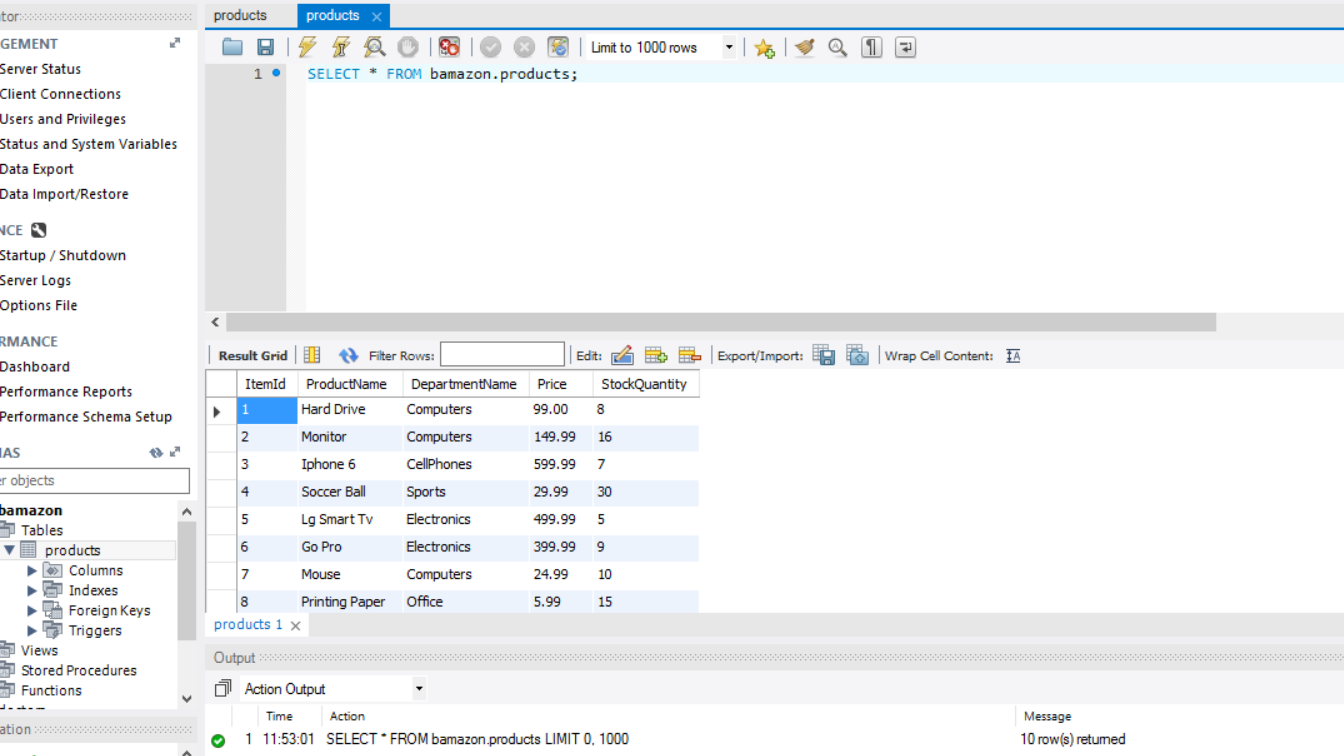 tor
products products
GEMENT
Server Status
Client Connections
Users and Privileges
Status and System Variables
Data Export
Data Import/Restore
NCE
Startup / Shutdown
Server Logs
Options File
RMANCE
Dashboard
Performance Reports
Performance Schema Setup
AS
er objects
bamazon
Tables
products
Columns
Indexes
Foreign Keys
Triggers
Views
Stored Procedures
Functions
ation
Limit to 1000 rows
1 SELECT * FROM bamazon.products;
Result Grid Filter Rows: Edit: Export/Import: Wrap Cell Content:
ItemId ProductName DepartmentName Price StockQuantity
1 Hard Drive Computers 99.00 8
2 Monitor Computers 149.99 16
3 Iphone 6 CellPhones 599.99 7
4 Soccer Ball Sports 29.99 30
5 Lg Smart Tv Electronics 499.99 5
6 Go Pro Electronics 399.99 9
7 Mouse Computers 24.99 10
8 Printing Paper Office 5.99 15
products 1
Output
Action Output
Time Action Message
1 11:53:01 SELECT * FROM bamazon.products LIMIT 0, 1000 10 row(s) returned